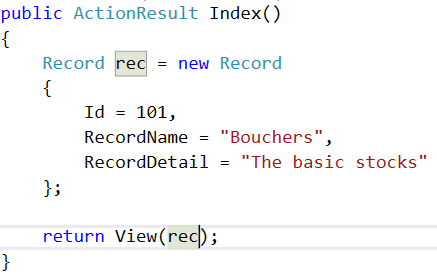 public ActionResult Index()
{
    Record rec = new Record
    {
        Id = 101,
        RecordName = "Bouchers",
        RecordDetail = "The basic stocks"
    };
    return View(rec);
}